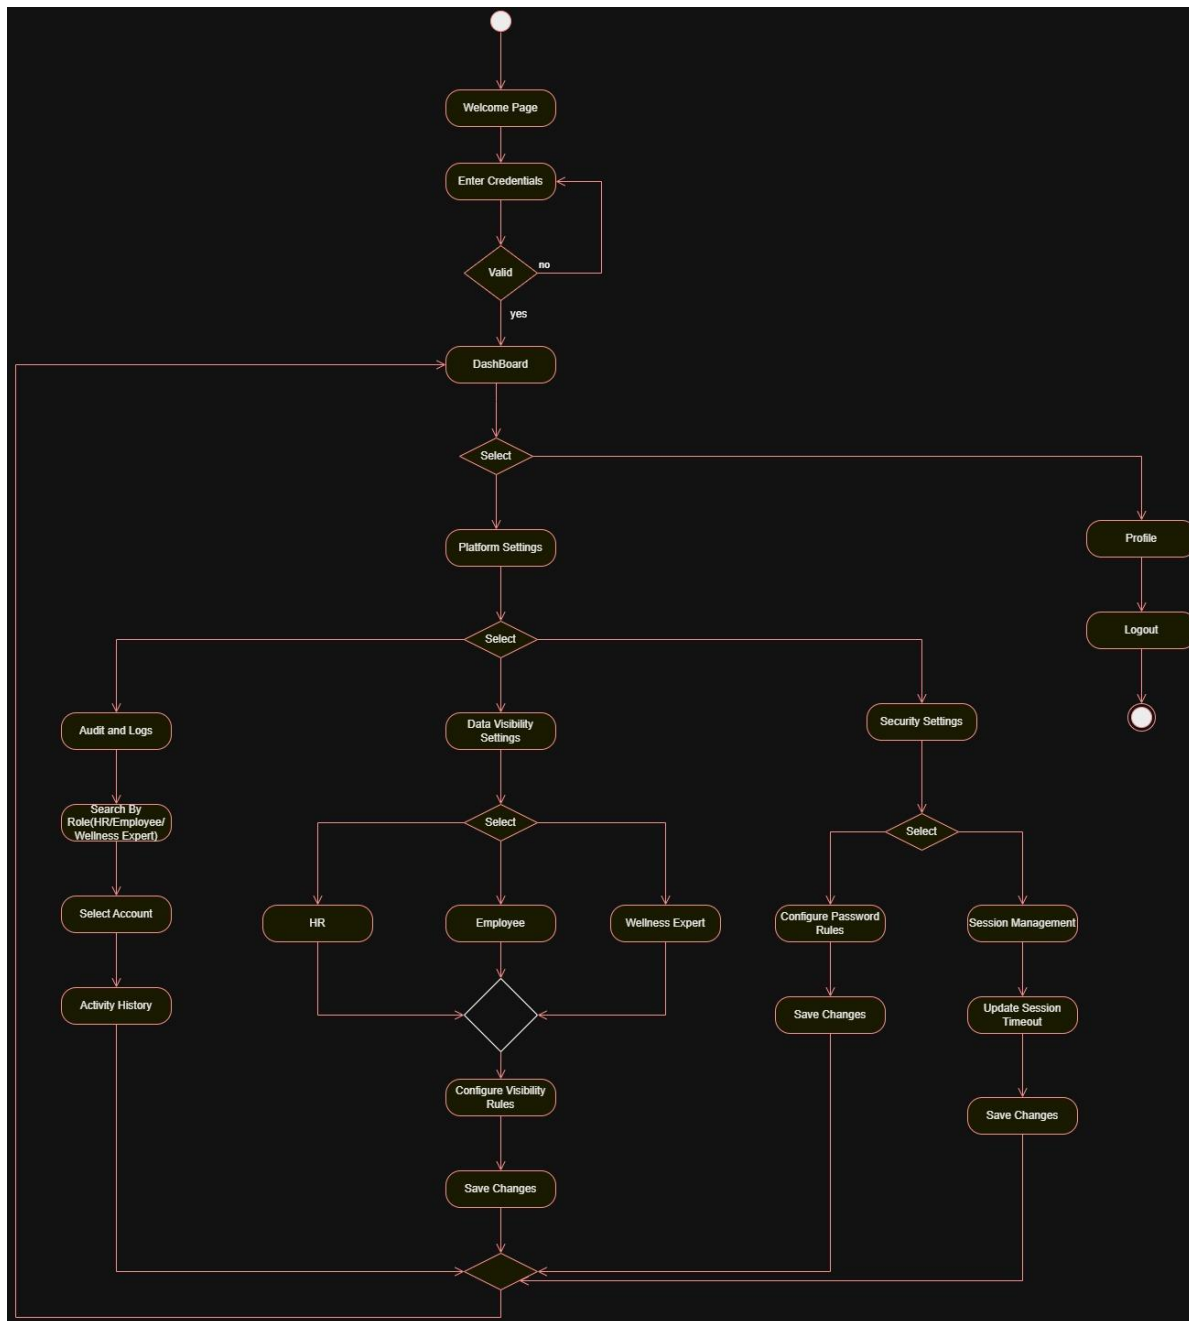 Welcome Page
Enter Credentials
Valid
no
yes
DashBoard
Select
Platform Settings
Profile
Logout
Select
Audit and Logs
Data Visibility
Settings
Security Settings
Search By
Role(HR/Employee/
Wellness Expert)
Select
Select
Select Account
HR
Employee
Wellness Expert
Configure Password
Rules
Session Management
Activity History
Save Changes
Update Session
Timeout
Configure Visibility
Rules
Save Changes
Save Changes